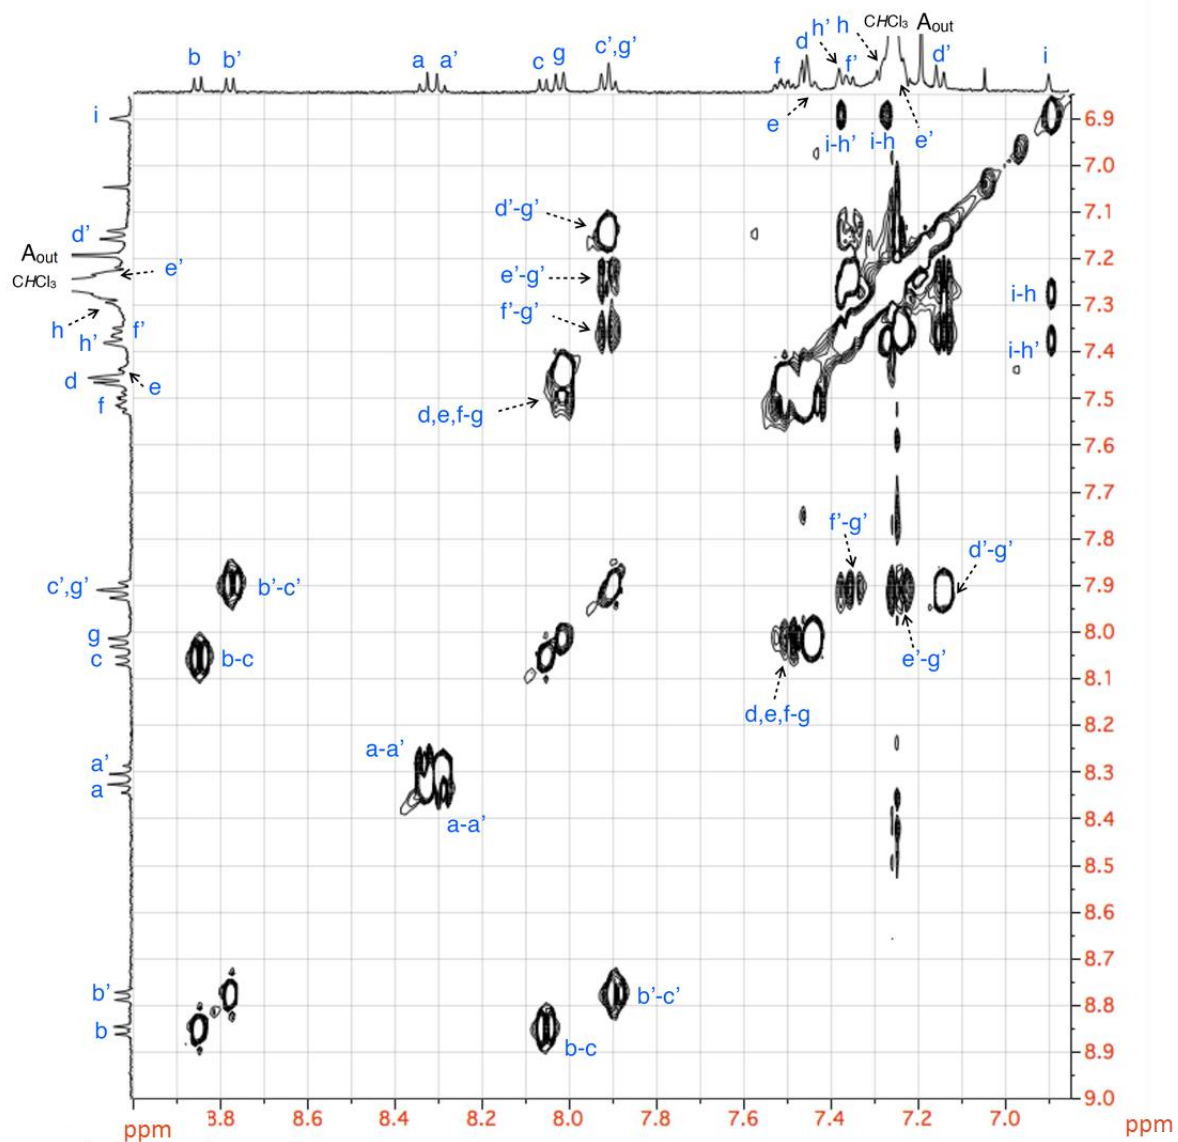 CHCl₃ Aout
h' h
c',g'
d
b b' a a' c g f f' d' i
e
e'
i 6.9
i-h' i-h
7.0
d'-g' 7.1
d'
Aout
e' 7.2
CHCl₃
e'-g'
i-h
h f' f'-g' 7.3
h'
i-h'
7.4
d e
f d,e,f-g 7.5
7.6
7.7
f'-g'
7.8
d'-g'
c',g' b'-c' 7.9
g 8.0
c b-c e'-g'
8.1
d,e,f-g
8.2
a-a'
a' 8.3
a
a-a' 8.4
8.5
8.6
8.7
b' b'-c'
8.8
b
b-c 8.9
9.0
3.8 8.6 8.4 8.2 8.0 7.8 7.6 7.4 7.2 7.0
ppm ppm